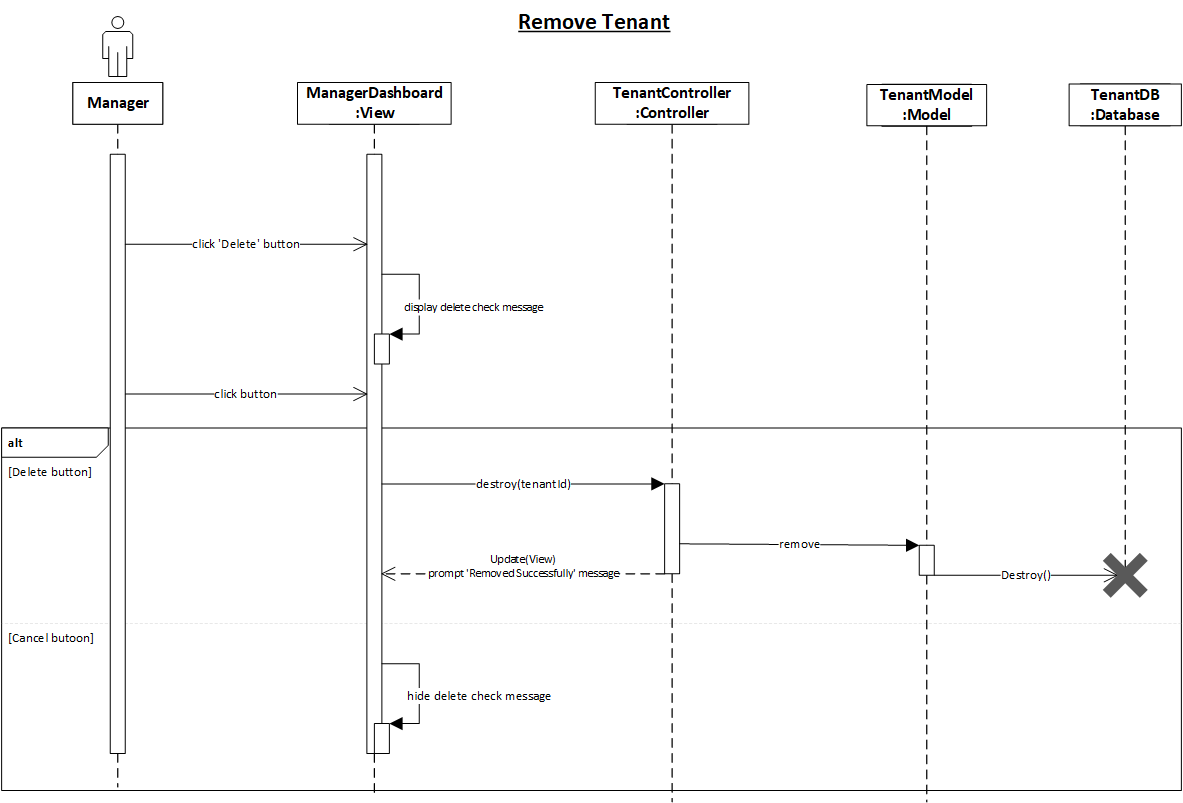 Remove Tenant
Manager
ManagerDashboard
:View
TenantController
:Controller
TenantModel
:Model
TenantDB
:Database
click 'Delete' button
display delete check message
click button
alt
[Delete button]
destroy(tenantId)
remove
Update(View)
prompt 'Removed Successfully' message
Destroy()
[Cancel butoon]
hide delete check message